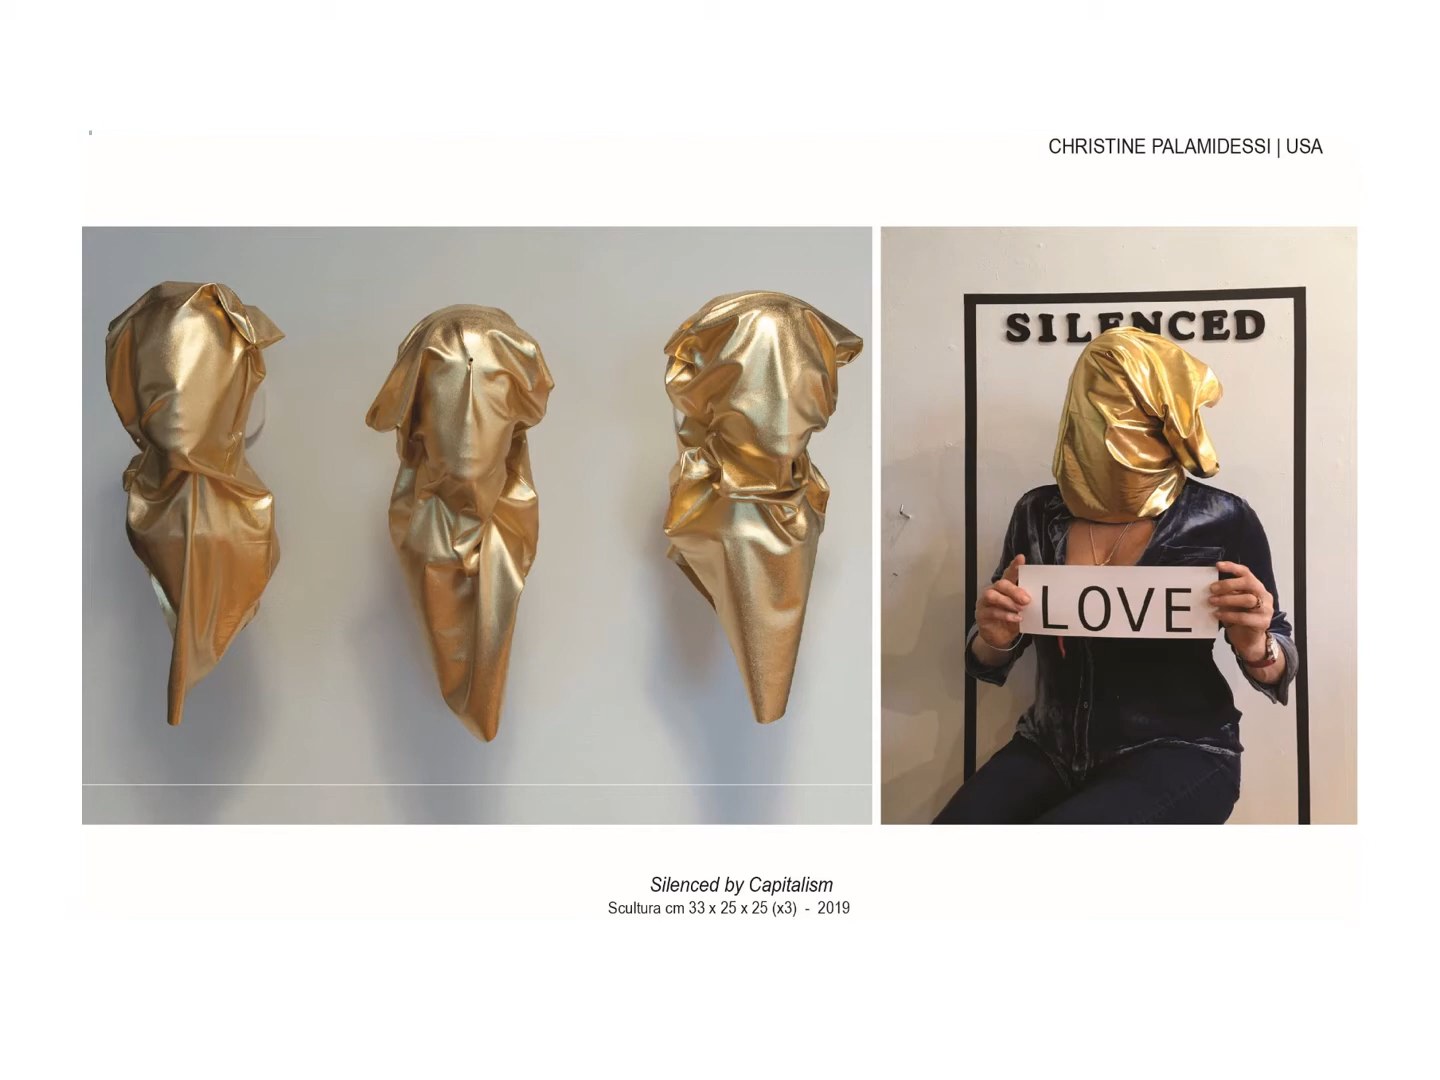 CHRISTINE PALAMIDESSI | USA
SILENCED
LOVE
Silenced by Capitalism
Scultura cm 33 x 25 x 25 (x3) - 2019